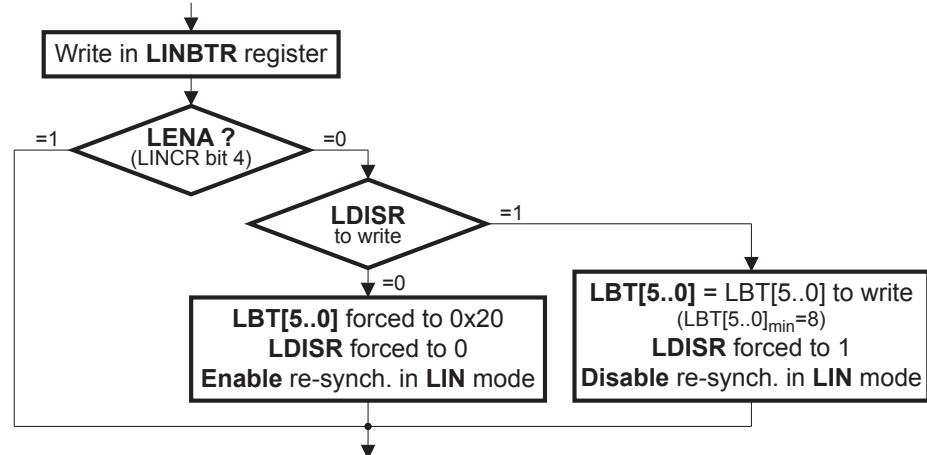 Write in LINBTR register
=1
LENA ?
(LINCR bit 4)
=0
LDISR
to write
=1
=0
LBT[5..0] forced to 0x20
LDISR forced to 0
Enable re-synch. in LIN mode
LBT[5..0] = LBT[5..0] to write
(LBT[5..0]min=8)
LDISR forced to 1
Disable re-synch. in LIN mode